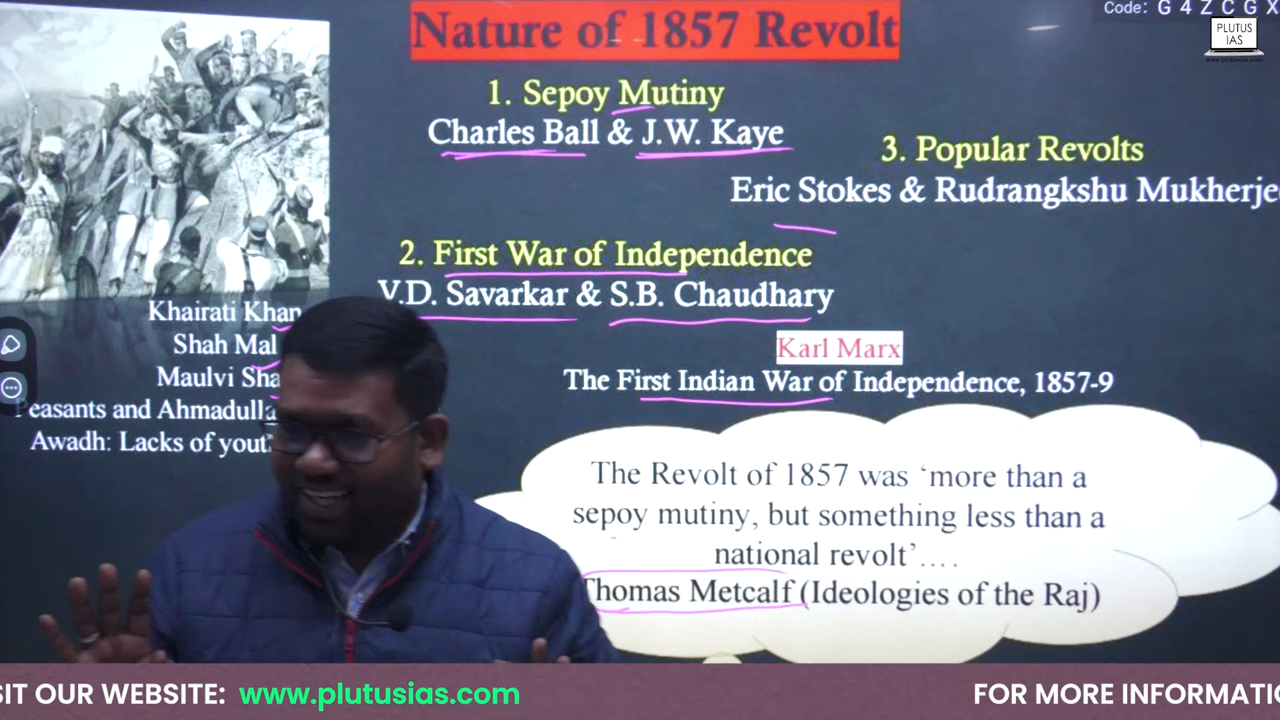 Code: G 4 Z C G X
PLUTUS
IAS
www.plutusias.com
Nature of 1857 Revolt
1. Sepoy Mutiny
Charles Ball & J.W. Kaye
3. Popular Revolts
Eric Stokes & Rudrangkshu Mukherje
2. First War of Independence
V.D. Savarkar & S.B. Chaudhary
Khairati Khan
Shah Mal
Maulvi Sha
Peasants and Ahmadulla
Awadh: Lacks of yout
Karl Marx
The First Indian War of Independence, 1857-9
The Revolt of 1857 was ‘more than a
sepoy mutiny, but something less than a
national revolt’....
Thomas Metcalf (Ideologies of the Raj)
SIT OUR WEBSITE: www.plutusias.com
FOR MORE INFORMATIO